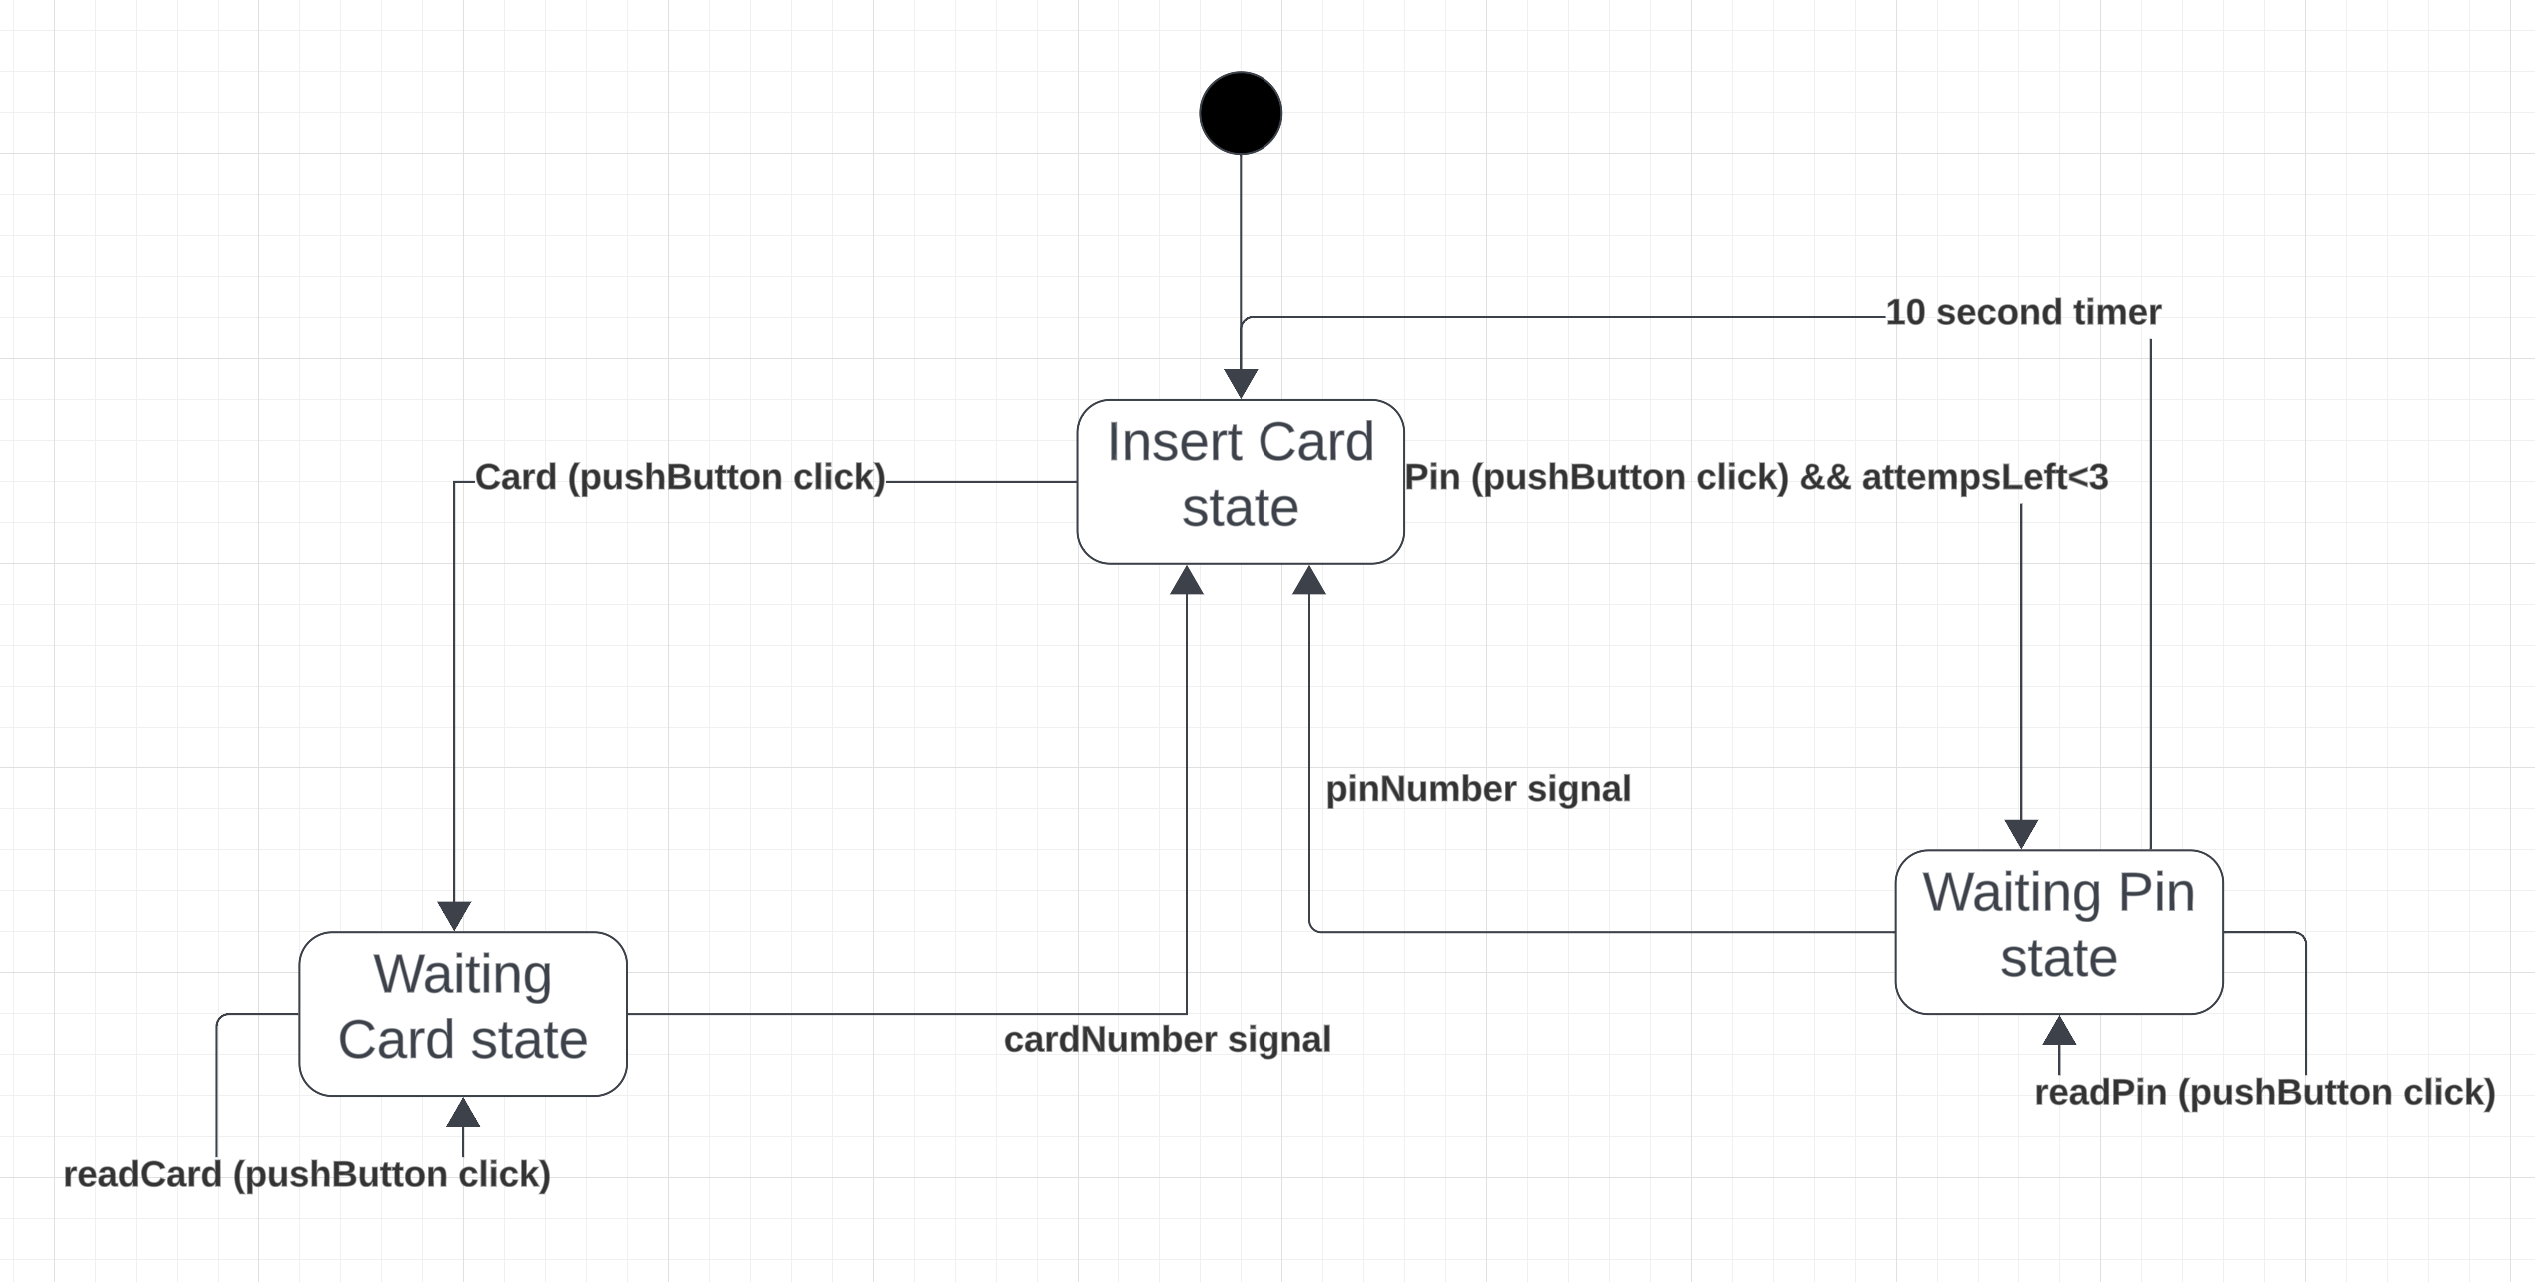 10 second timer
Insert Card
state
Card (pushButton click)
Pin (pushButton click) && attempsLeft<3
pinNumber signal
Waiting Pin
state
Waiting
Card state
cardNumber signal
readPin (pushButton click)
readCard (pushButton click)